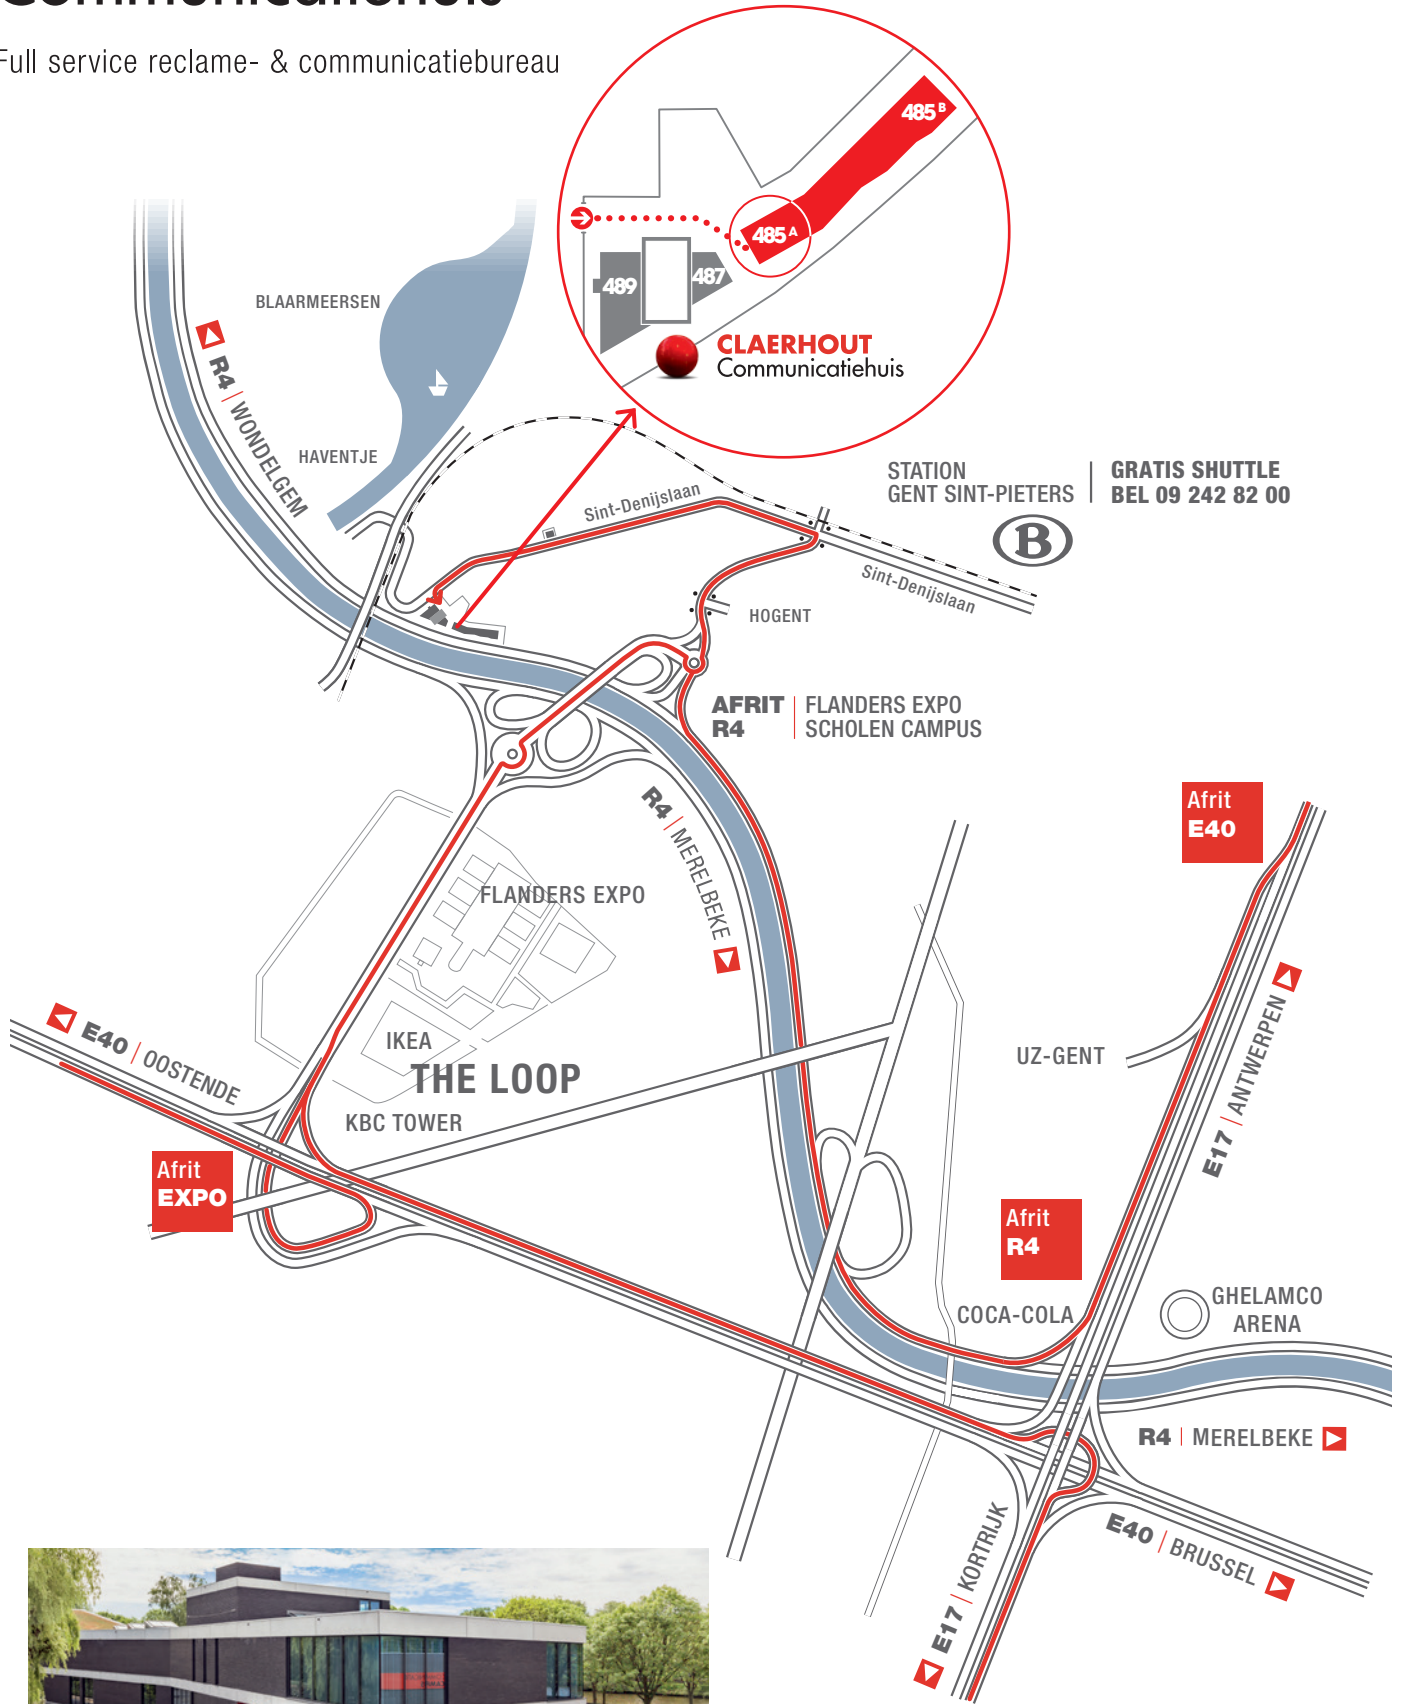 Communicatiehuis
Full service reclame- & communicatiebureau
485 B
485 A
487
489
CLAERHOUT
Communicatiehuis
BLAARMEERSEN
R4 | WONDELGEM
HAVENTJE
STATION
GENT SINT-PIETERS
GRATIS SHUTTLE
BEL 09 242 82 00
B
Sint-Denijslaan
Sint-Denijslaan
HOGENT
AFRIT
R4
FLANDERS EXPO
SCHOLEN CAMPUS
R4 | MERELBEKE
Afrit
E40
FLANDERS EXPO
IKEA
THE LOOP
KBC TOWER
E40 | OOSTENDE
UZ-GENT
E17 | ANTWERPEN
Afrit
EXPO
Afrit
R4
COCA-COLA
GHELAMCO
ARENA
R4 | MERELBEKE
E40 | BRUSSEL
E17 | KORTRIJK